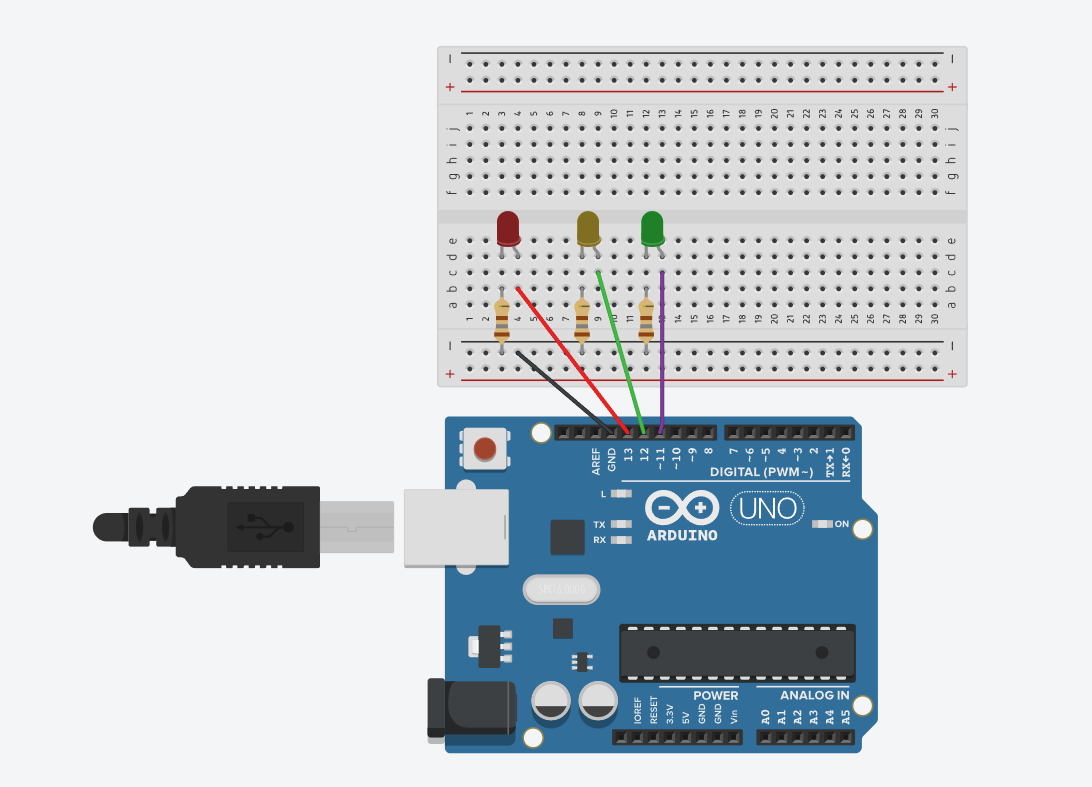 − −
+ +
1 2 3 4 5 6 7 8 9 10 11 12 13 14 15 16 17 18 19 20 21 22 23 24 25 26 27 28 29 30
j j
i i
h h
g g
f f
e e
d d
c c
b b
a a
1 2 3 4 5 6 7 8 9 10 11 12 13 14 15 16 17 18 19 20 21 22 23 24 25 26 27 28 29 30
− −
+ +
AREF GND 13 12 ~11 ~10 ~9 8 7 ~6 ~5 4 ~3 2 TX→1 RX←0
DIGITAL (PWM~)
L
UNO
TX
RX
ON
ARDUINO
POWER ANALOG IN
IOREF RESET 3.3V 5V GND GND Vin A0 A1 A2 A3 A4 A5